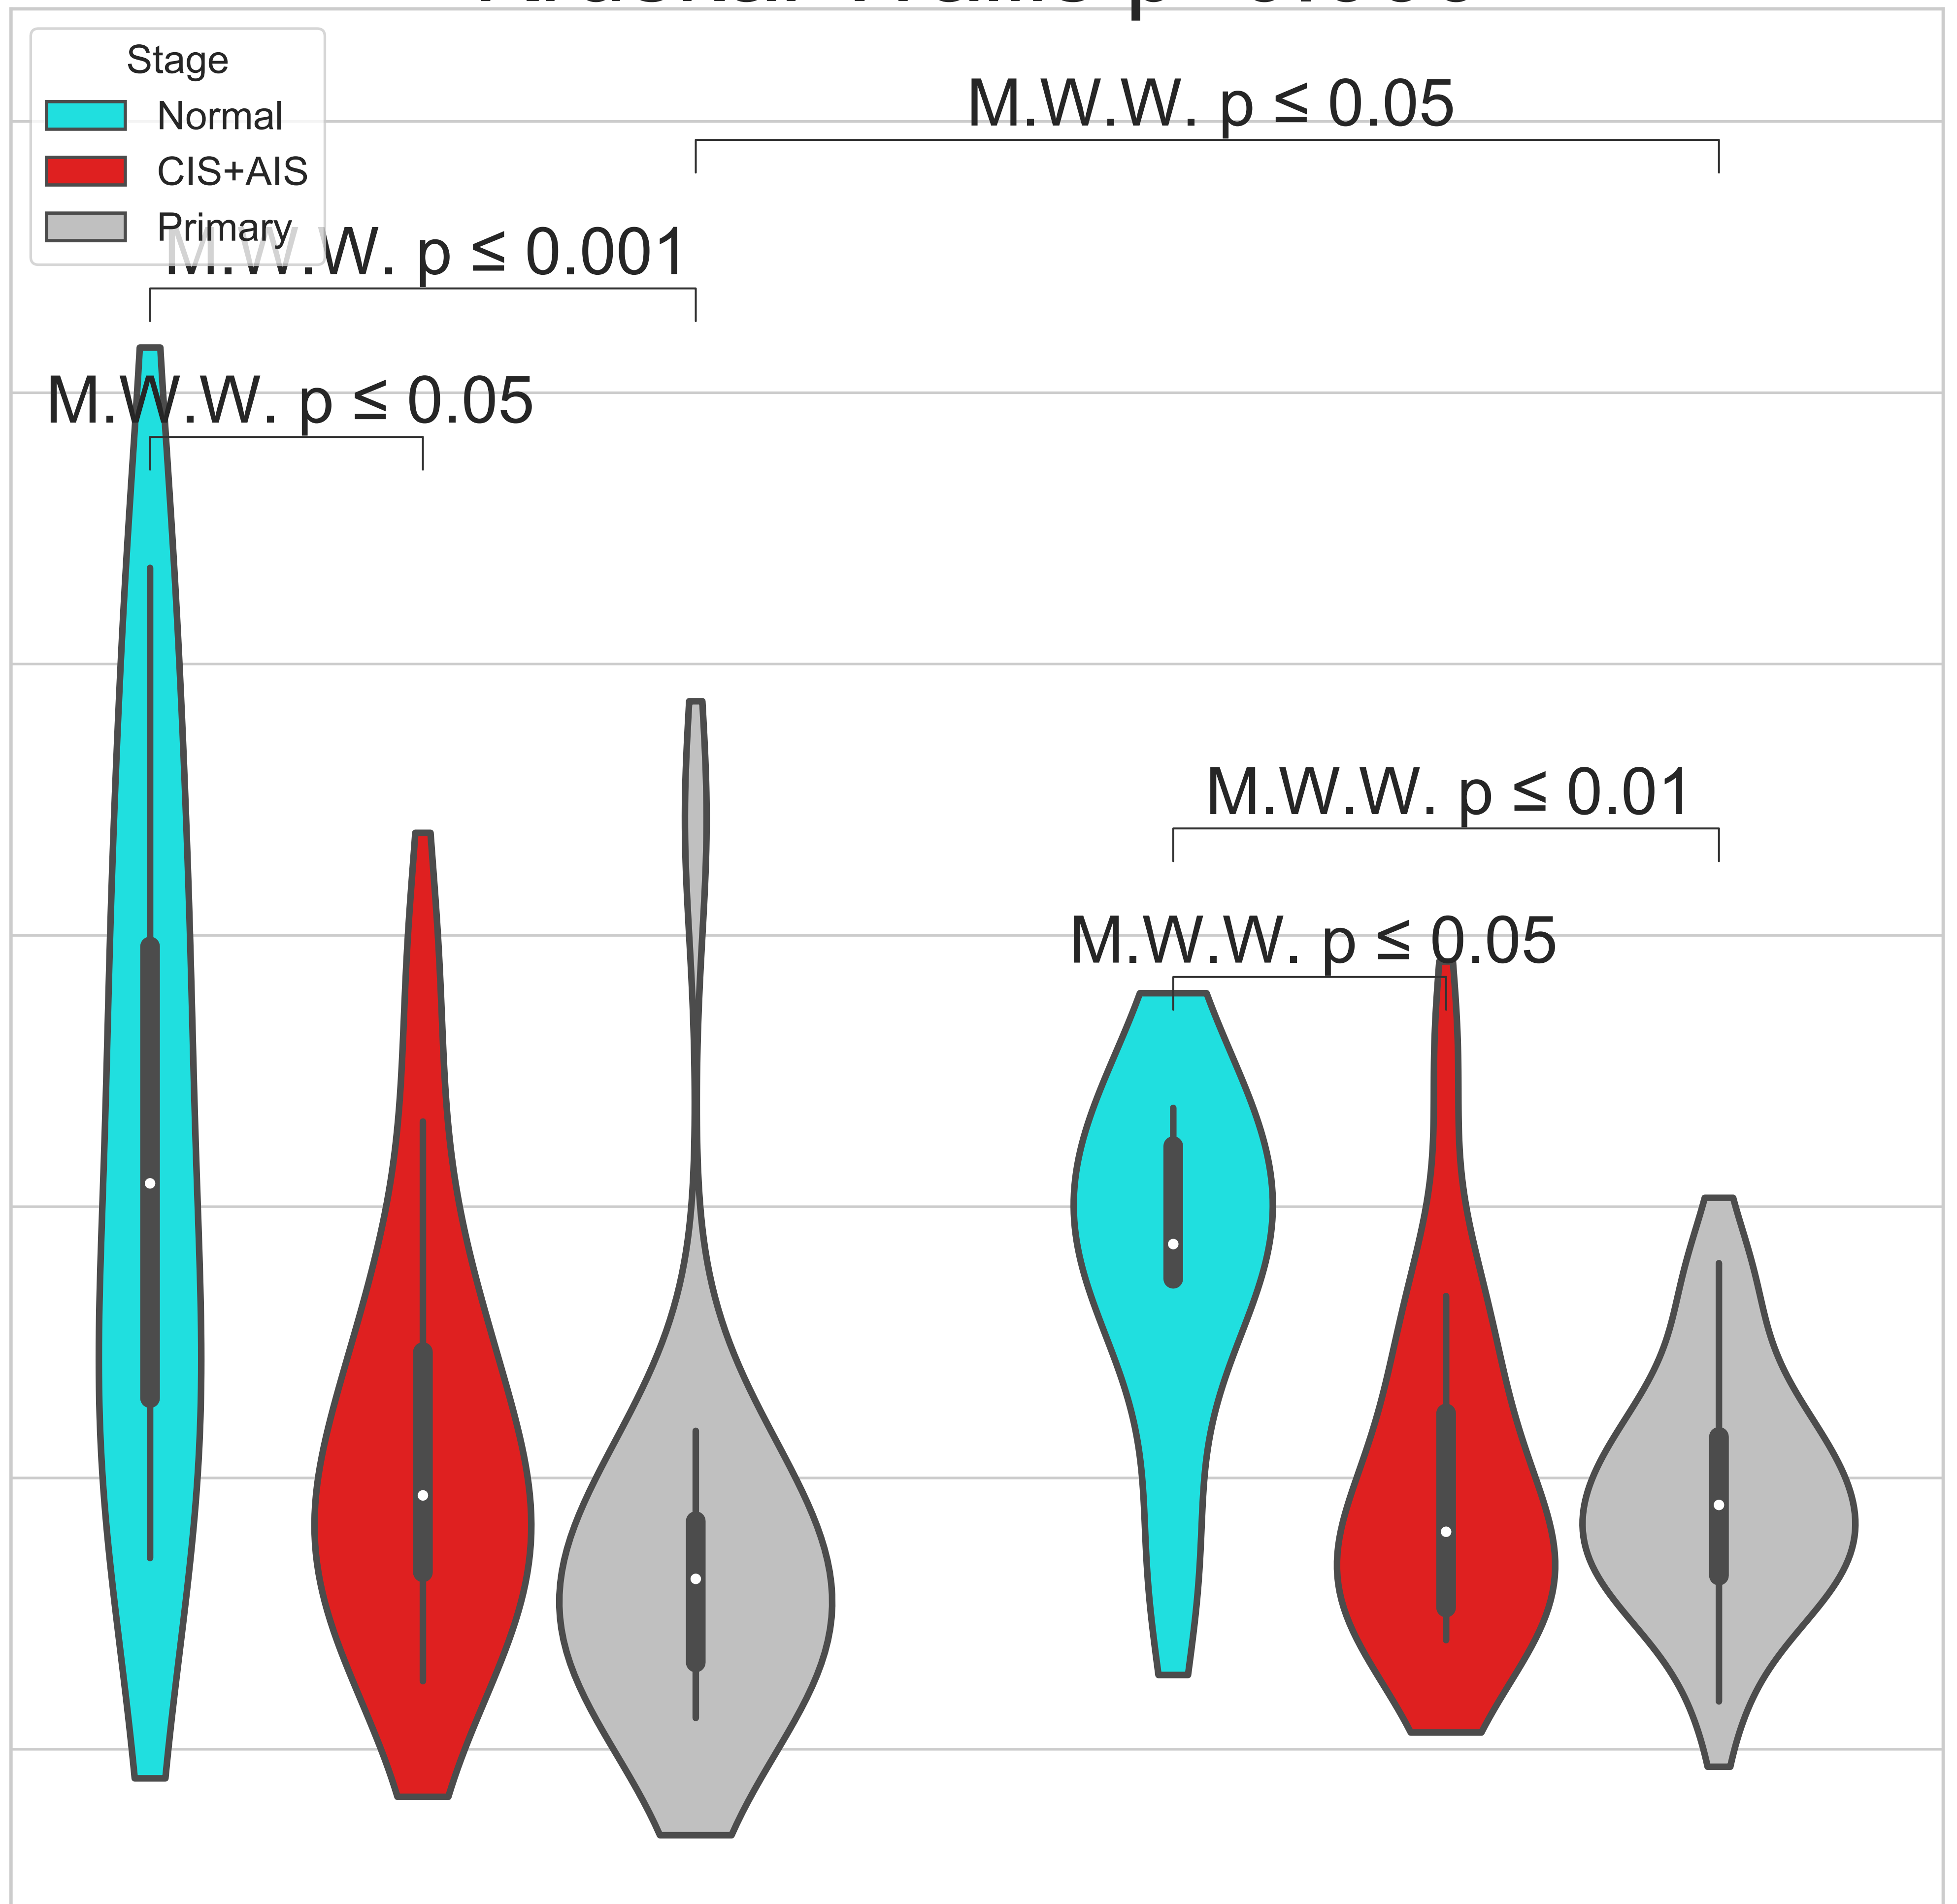 Stage
Normal
CIS+AIS
Primary
M.W.W. p ≤ 0.05
M.W.W. p ≤ 0.001
M.W.W. p ≤ 0.05
M.W.W. p ≤ 0.01
M.W.W. p ≤ 0.05